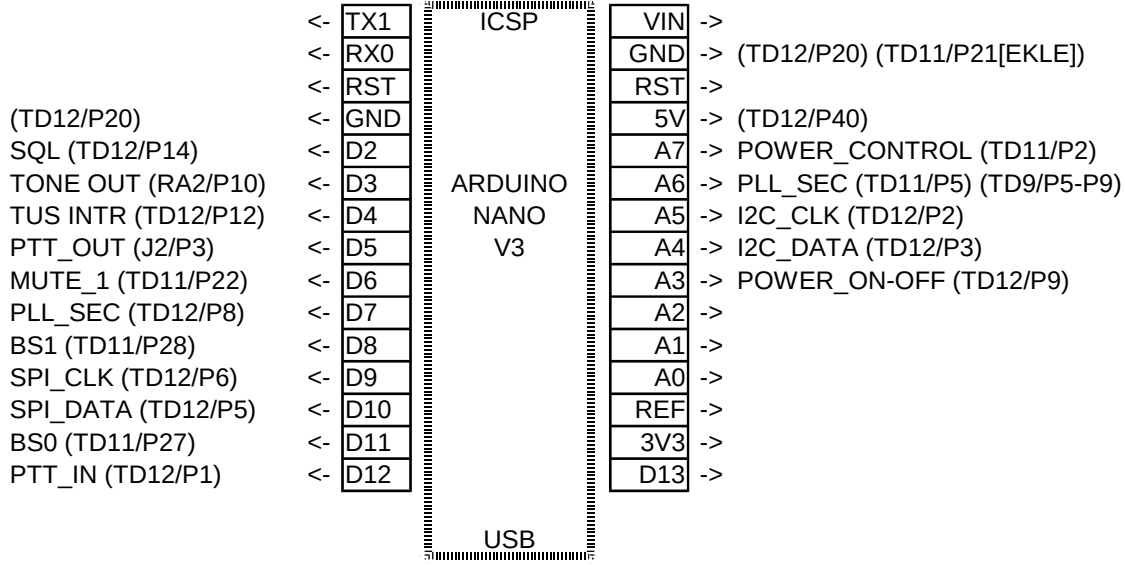 <- TX1 ICSP VIN ->
<- RX0 GND -> (TD12/P20) (TD11/P21[EKLE])
<- RST RST ->
(TD12/P20) <- GND 5V -> (TD12/P40)
SQL (TD12/P14) <- D2 A7 -> POWER_CONTROL (TD11/P2)
TONE OUT (RA2/P10) <- D3 ARDUINO A6 -> PLL_SEC (TD11/P5) (TD9/P5-P9)
TUS INTR (TD12/P12) <- D4 NANO A5 -> I2C_CLK (TD12/P2)
PTT_OUT (J2/P3) <- D5 V3 A4 -> I2C_DATA (TD12/P3)
MUTE_1 (TD11/P22) <- D6 A3 -> POWER_ON-OFF (TD12/P9)
PLL_SEC (TD12/P8) <- D7 A2 ->
BS1 (TD11/P28) <- D8 A1 ->
SPI_CLK (TD12/P6) <- D9 A0 ->
SPI_DATA (TD12/P5) <- D10 REF ->
BS0 (TD11/P27) <- D11 3V3 ->
PTT_IN (TD12/P1) <- D12 D13 ->
USB